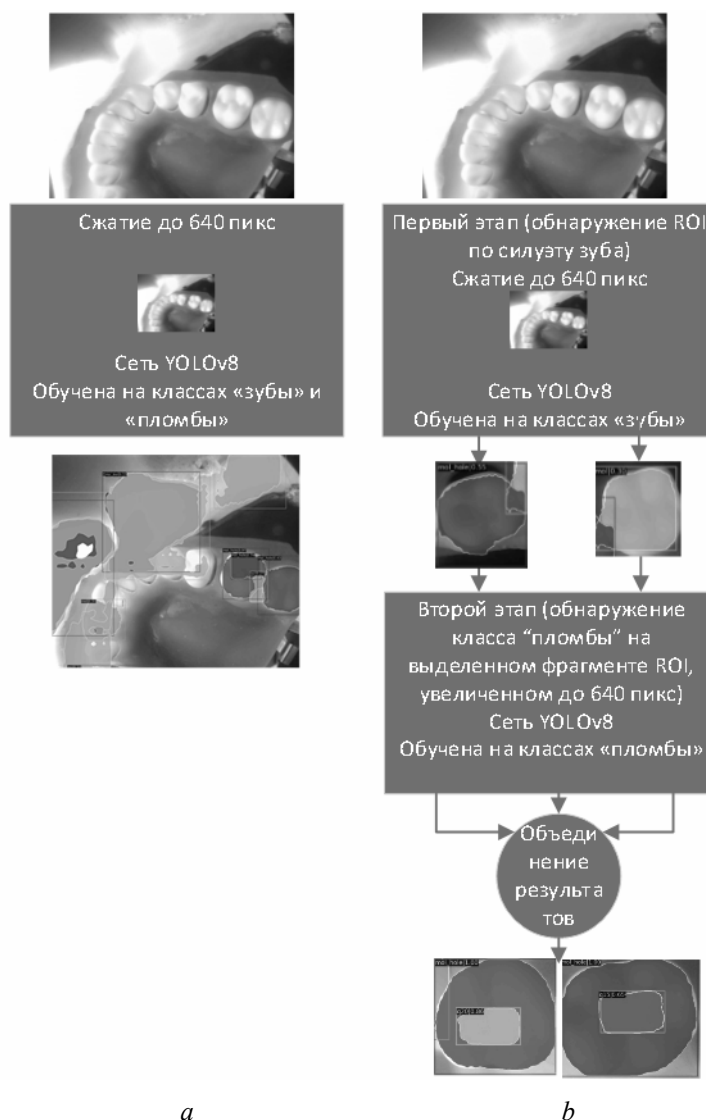 Сжатие до 640 пикс
Сеть YOLOv8
Обучена на классах «зубы» и
«пломбы»
Первый этап (обнаружение ROI
по силуэту зуба)
Сжатие до 640 пикс
Сеть YOLOv8
Обучена на классах «зубы»
Второй этап (обнаружение
класса “пломбы” на
выделенном фрагменте ROI,
увеличенном до 640 пикс)
Сеть YOLOv8
Обучена на классах «пломбы»
Объеди
нение
результа
тов
a
b